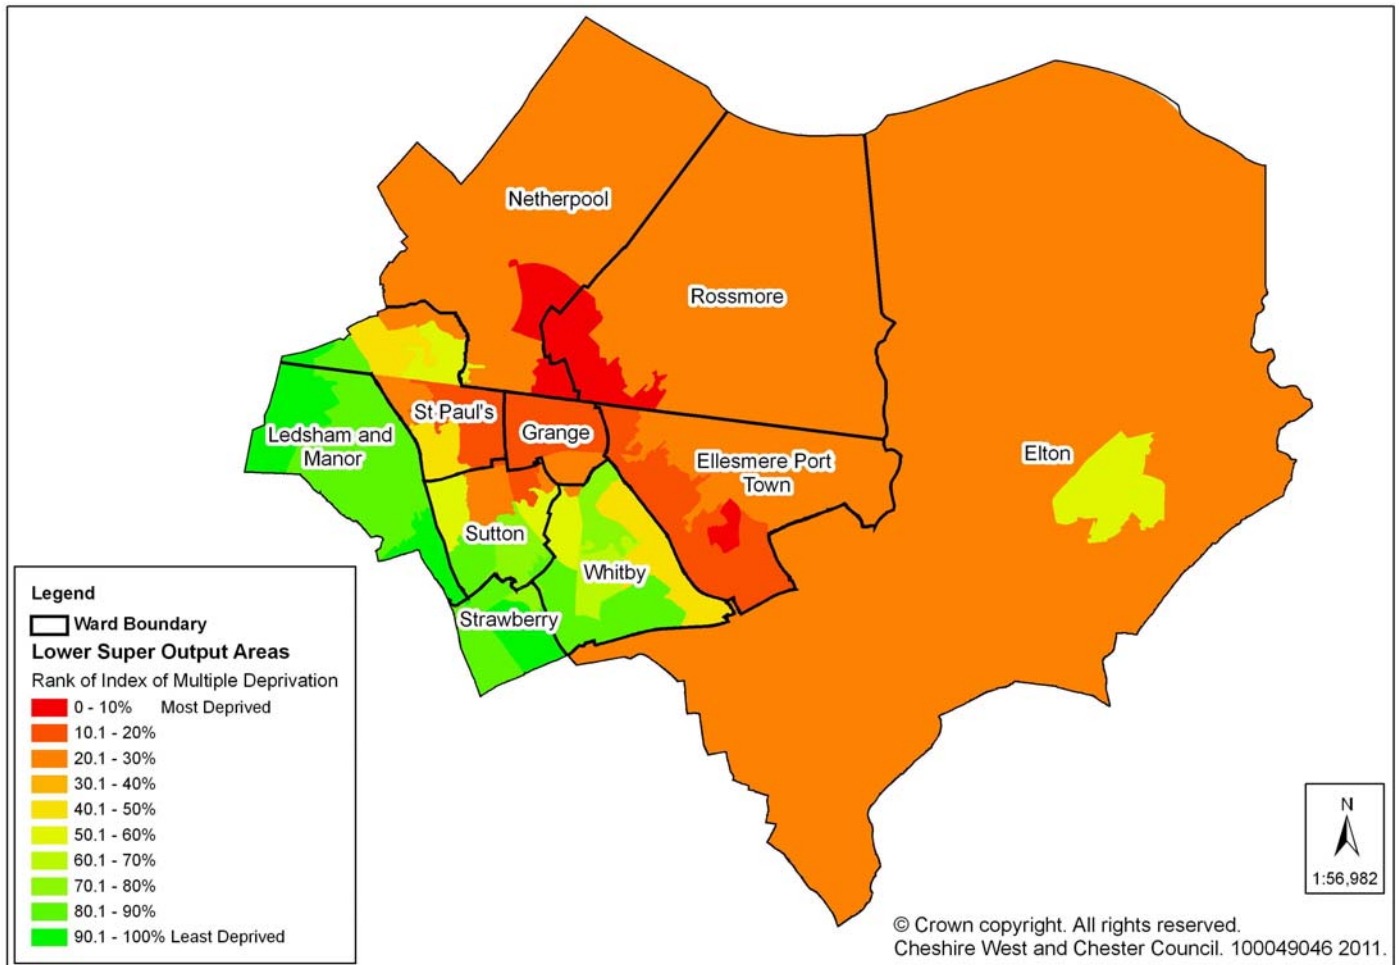 Netherpool
Rossmore
St Paul's
Grange
Ledsham and
Manor
Ellesmere Port
Town
Elton
Sutton
Whitby
Strawberry
Legend
Ward Boundary
Lower Super Output Areas
Rank of Index of Multiple Deprivation
0 - 10% Most Deprived
10.1 - 20%
20.1 - 30%
30.1 - 40%
40.1 - 50%
50.1 - 60%
60.1 - 70%
70.1 - 80%
80.1 - 90%
90.1 - 100% Least Deprived
N
1:56,982
© Crown copyright. All rights reserved.
Cheshire West and Chester Council. 100049046 2011.